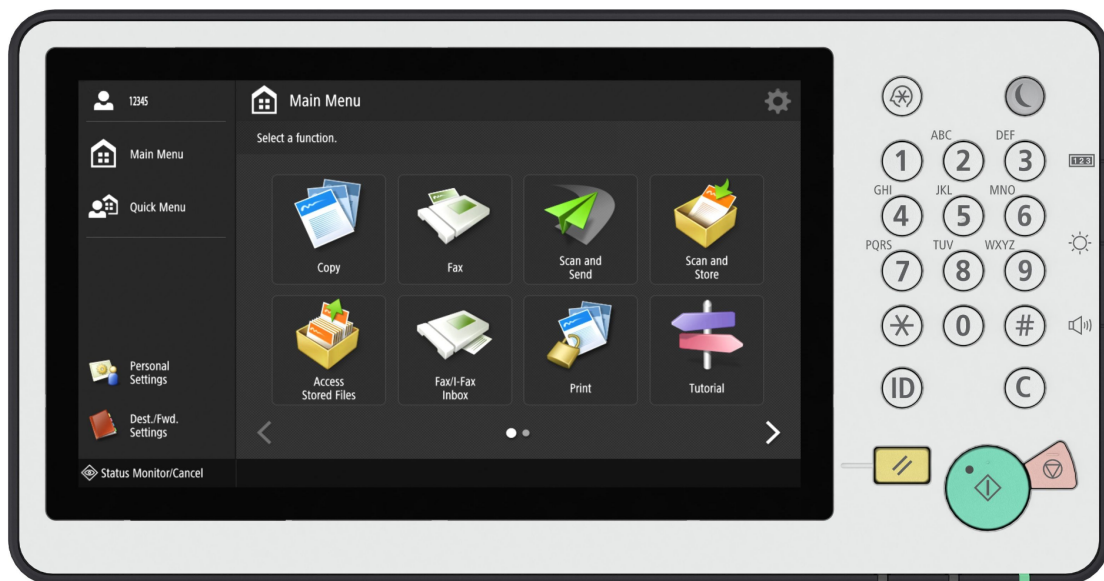 12345
Main Menu
Quick Menu
Personal
Settings
Dest./Fwd.
Settings
Status Monitor/Cancel
Main Menu
Select a function.
Copy
Fax
Scan and
Send
Scan and
Store
Access
Stored Files
Fax/I-Fax
Inbox
Print
Tutorial
ABC DEF
1 2 3
123
GHI JKL MNO
4 5 6
PQRS TUV WXYZ
7 8 9
* 0 #
ID C